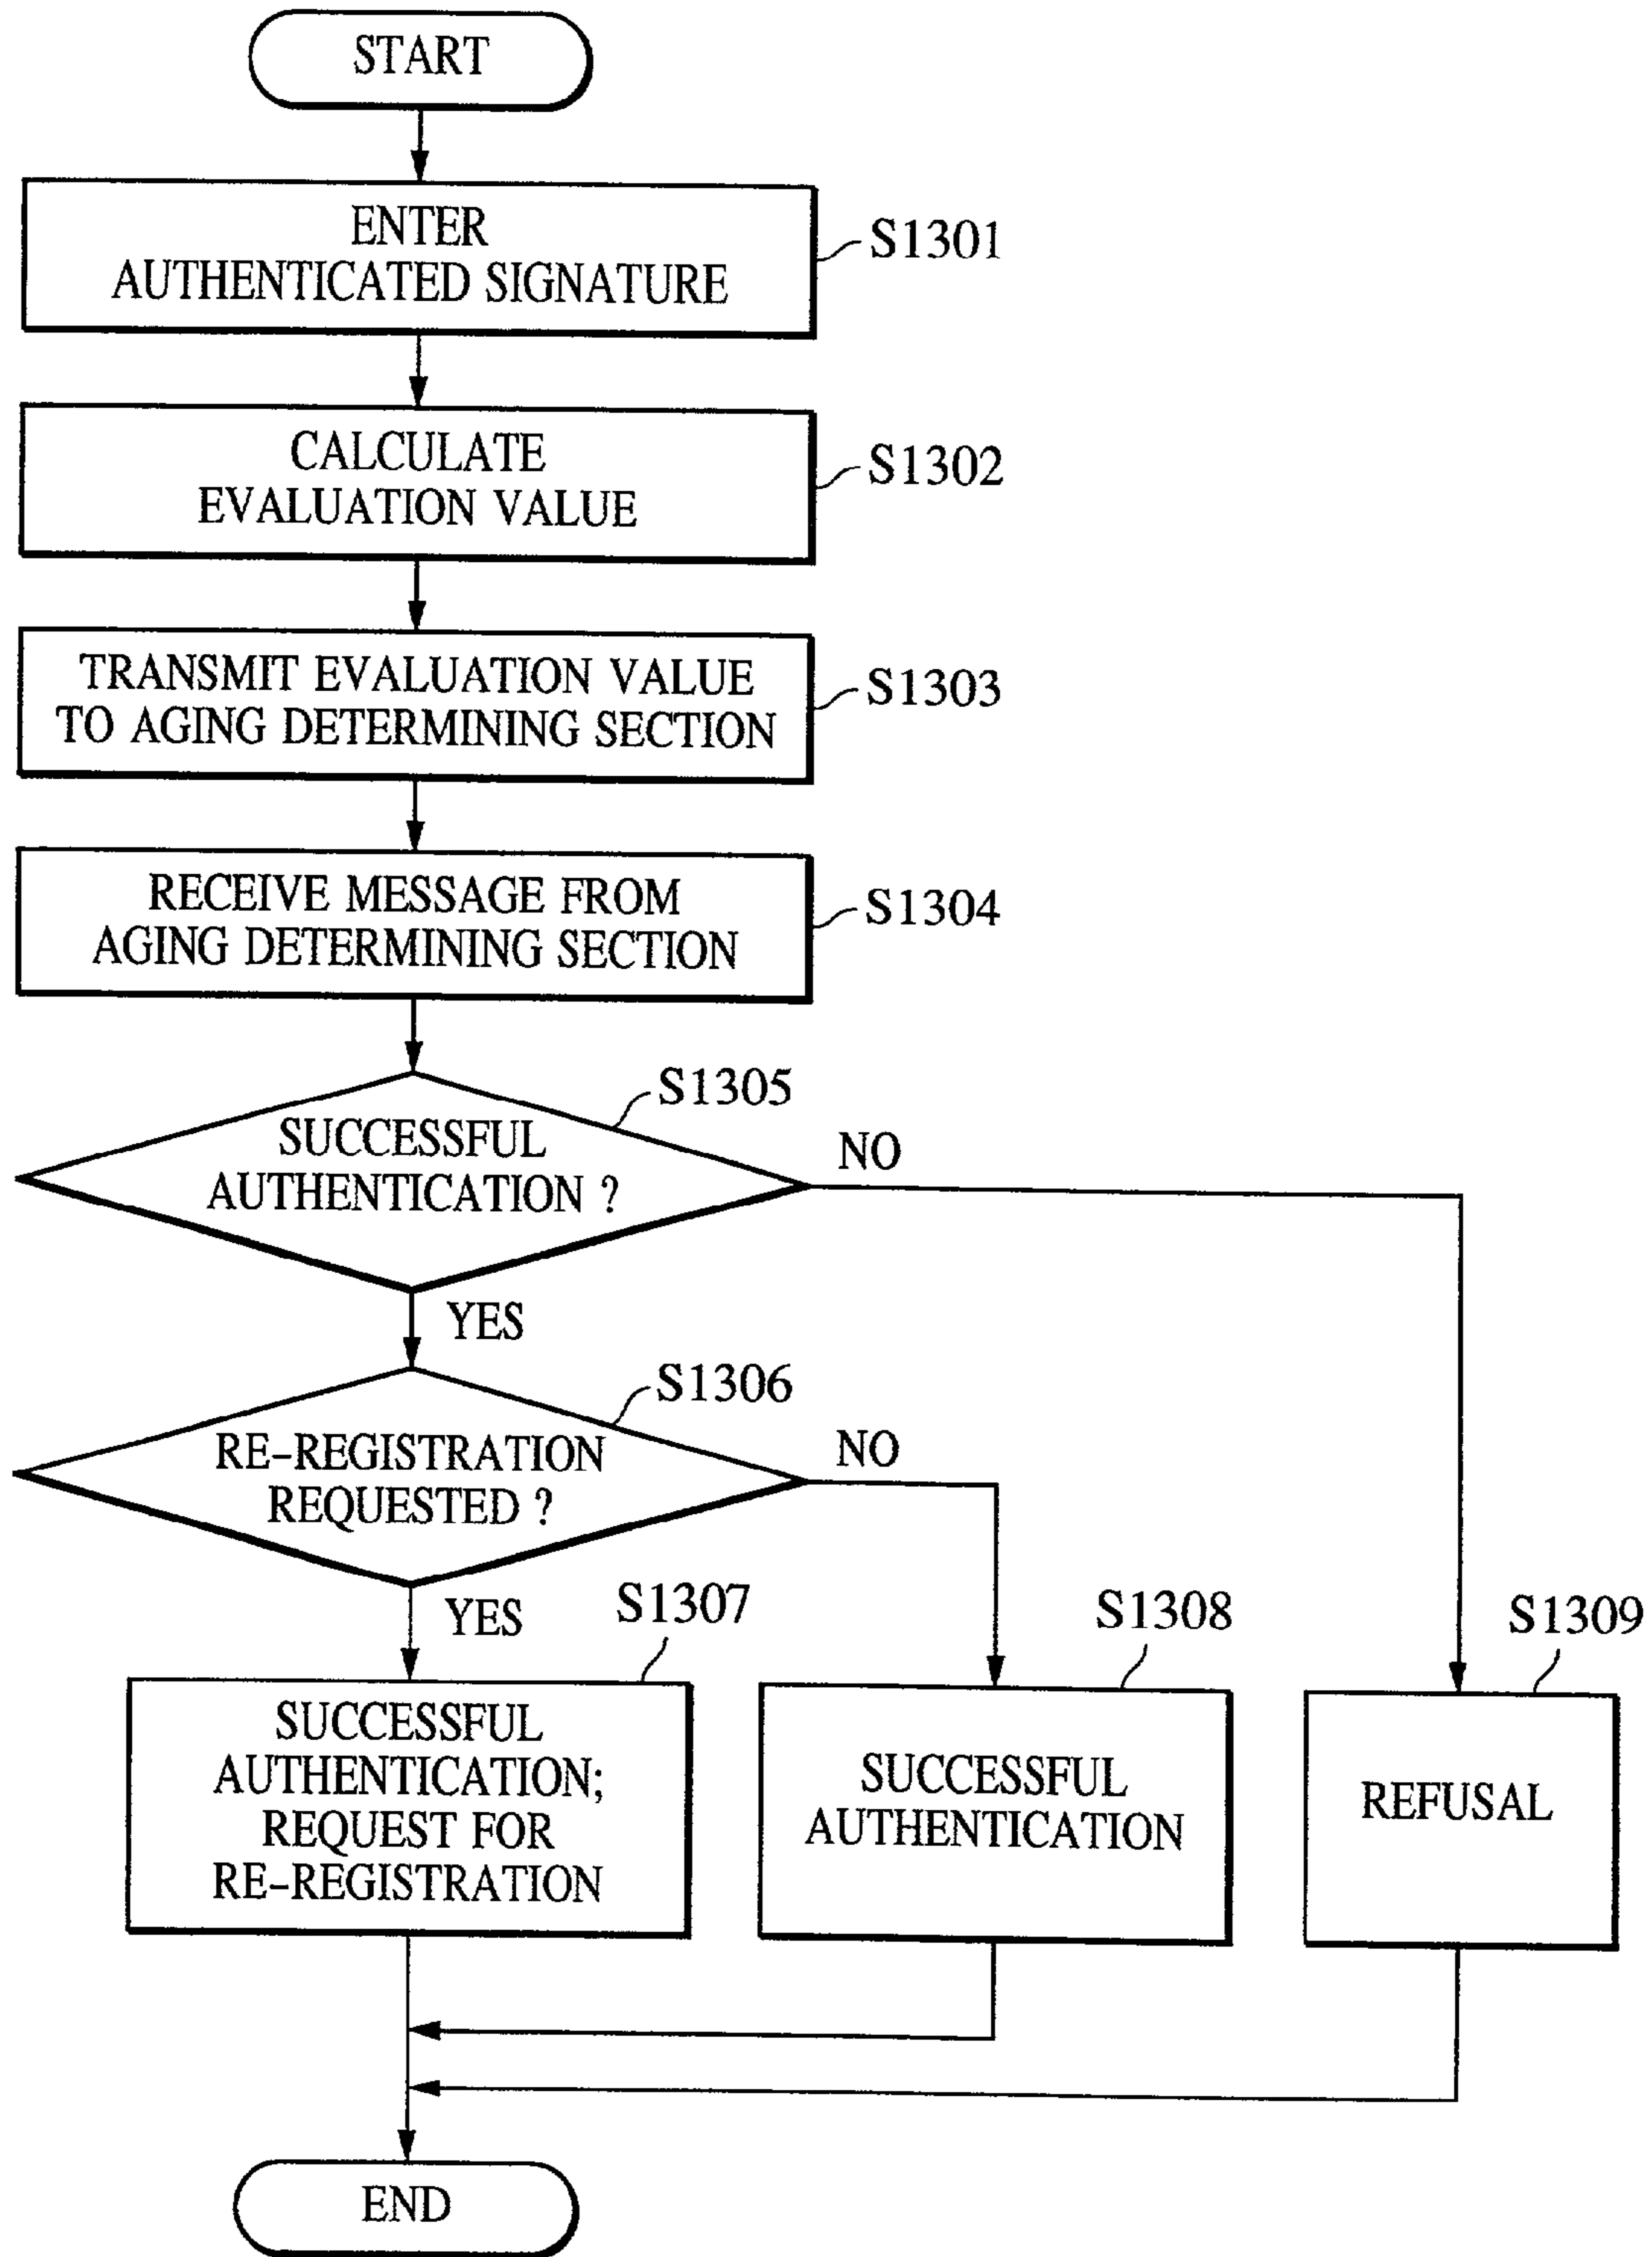 START
ENTER
AUTHENTICATED SIGNATURE
S1301
CALCULATE
EVALUATION VALUE
S1302
TRANSMIT EVALUATION VALUE
TO AGING DETERMINING SECTION
S1303
RECEIVE MESSAGE FROM
AGING DETERMINING SECTION
S1304
S1305
SUCCESSFUL
AUTHENTICATION ?
NO
YES
S1306
RE-REGISTRATION
REQUESTED ?
NO
YES
S1307
SUCCESSFUL
AUTHENTICATION;
REQUEST FOR
RE-REGISTRATION
S1308
SUCCESSFUL
AUTHENTICATION
S1309
REFUSAL
END